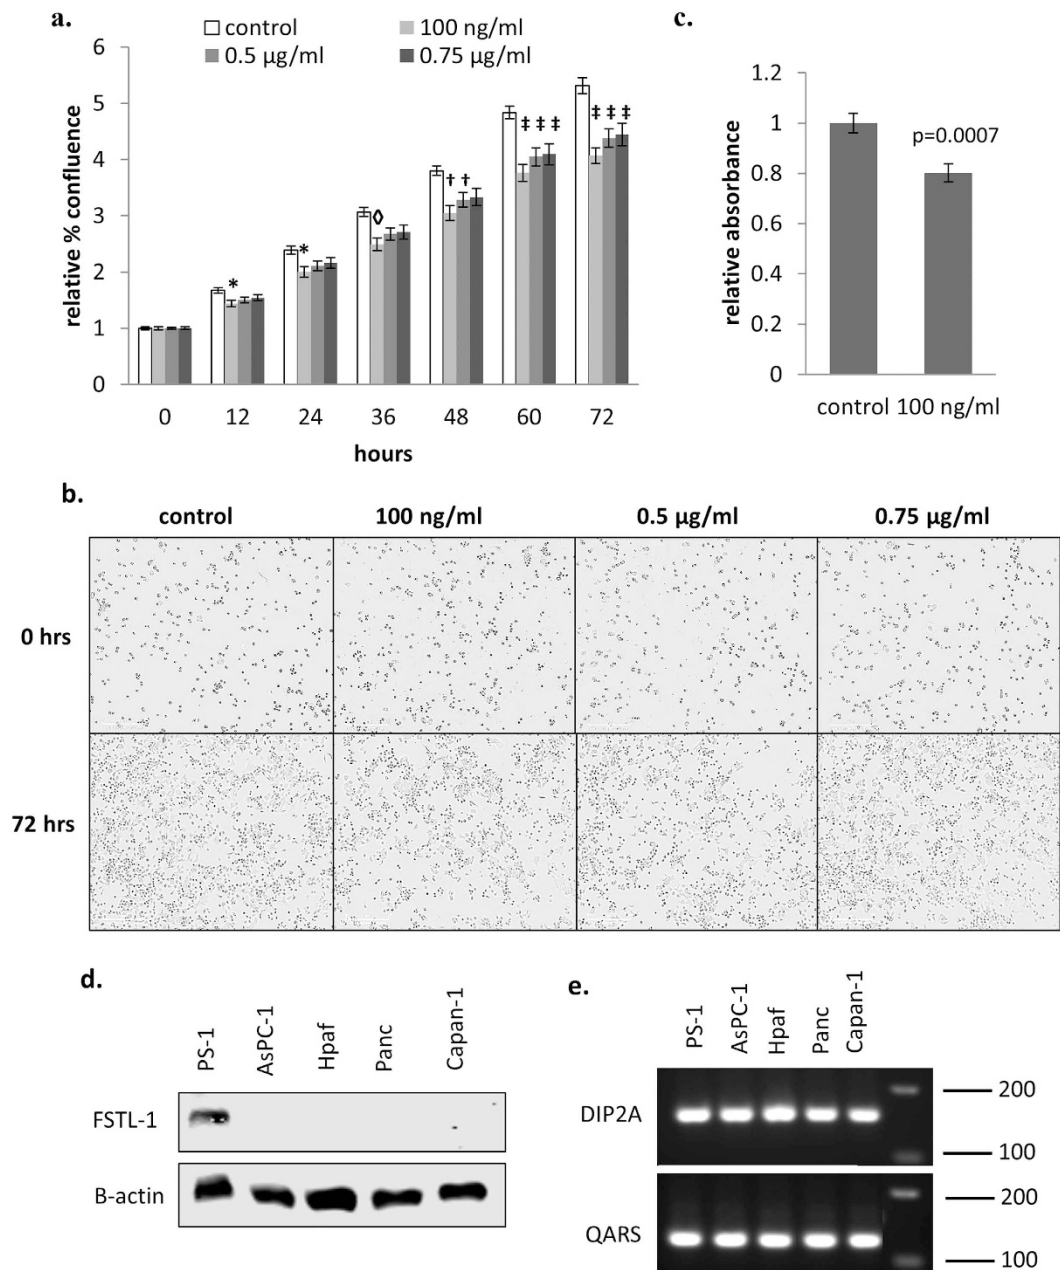 a.
control
100 ng/ml
0.5 µg/ml
0.75 µg/ml
relative % confluence
6
5
4
3
2
1
0
*
*
◊
† †
‡ ‡ ‡
‡ ‡ ‡
0 12 24 36 48 60 72
hours
c.
relative absorbance
1.2
1
0.8
0.6
0.4
0.2
0
p=0.0007
control 100 ng/ml
b.
control 100 ng/ml 0.5 µg/ml 0.75 µg/ml
0 hrs
72 hrs
d.
PS-1 AsPC-1 Hpaf Panc Capan-1
FSTL-1
B-actin
e.
PS-1 AsPC-1 Hpaf Panc Capan-1
DIP2A
200
100
QARS
200
100